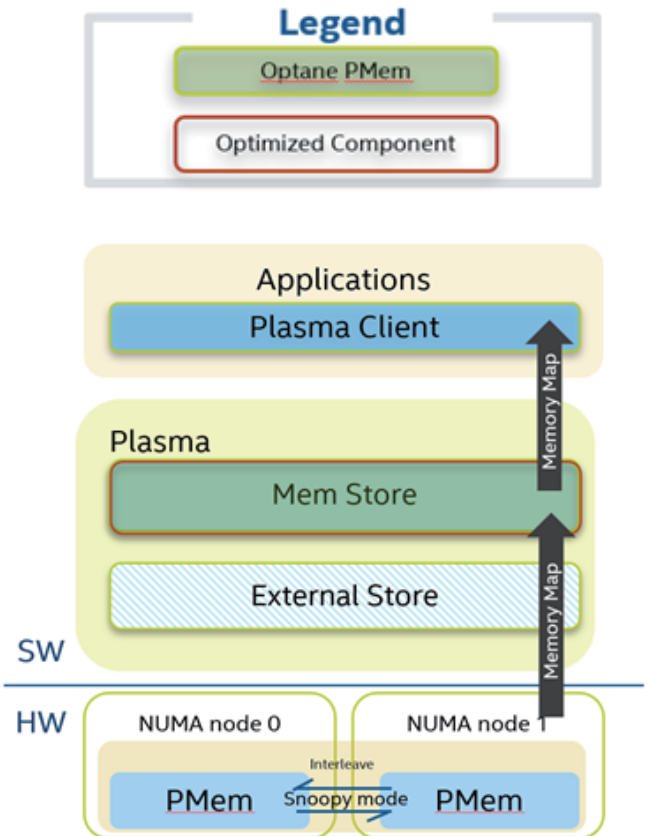 Legend
Optane PMem
Optimized Component
Applications
Plasma Client
Memory Map
Plasma
Mem Store
External Store
Memory Map
SW
HW
NUMA node 0
NUMA node 1
Interleave
PMem
Snoopy mode
PMem